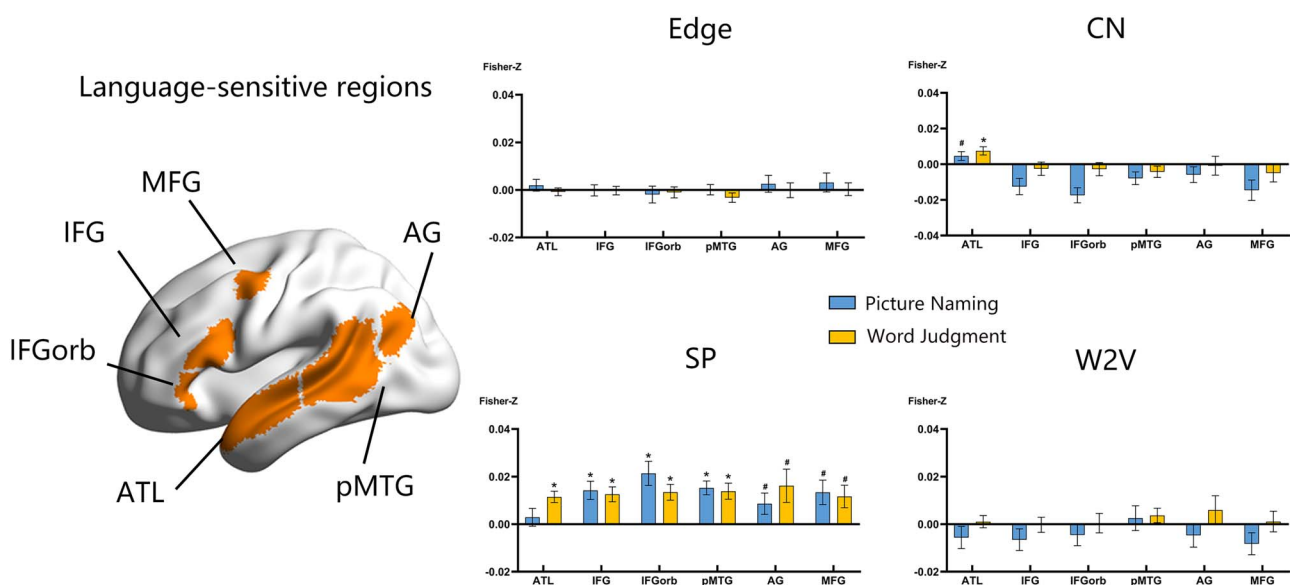 Language-sensitive regions
MFG
IFG
AG
IFGorb
ATL
pMTG
Edge
Fisher-Z
0.04
0.02
0.00
-0.02
ATL IFG IFGorb pMTG AG MFG
CN
Fisher-Z
0.04
0.02
# *
0.00
-0.02
-0.04
ATL IFG IFGorb pMTG AG MFG
Picture Naming
Word Judgment
SP
Fisher-Z
0.04
* * * * * * * # # # #
0.02
0.00
-0.02
ATL IFG IFGorb pMTG AG MFG
W2V
Fisher-Z
0.04
0.02
0.00
-0.02
ATL IFG IFGorb pMTG AG MFG